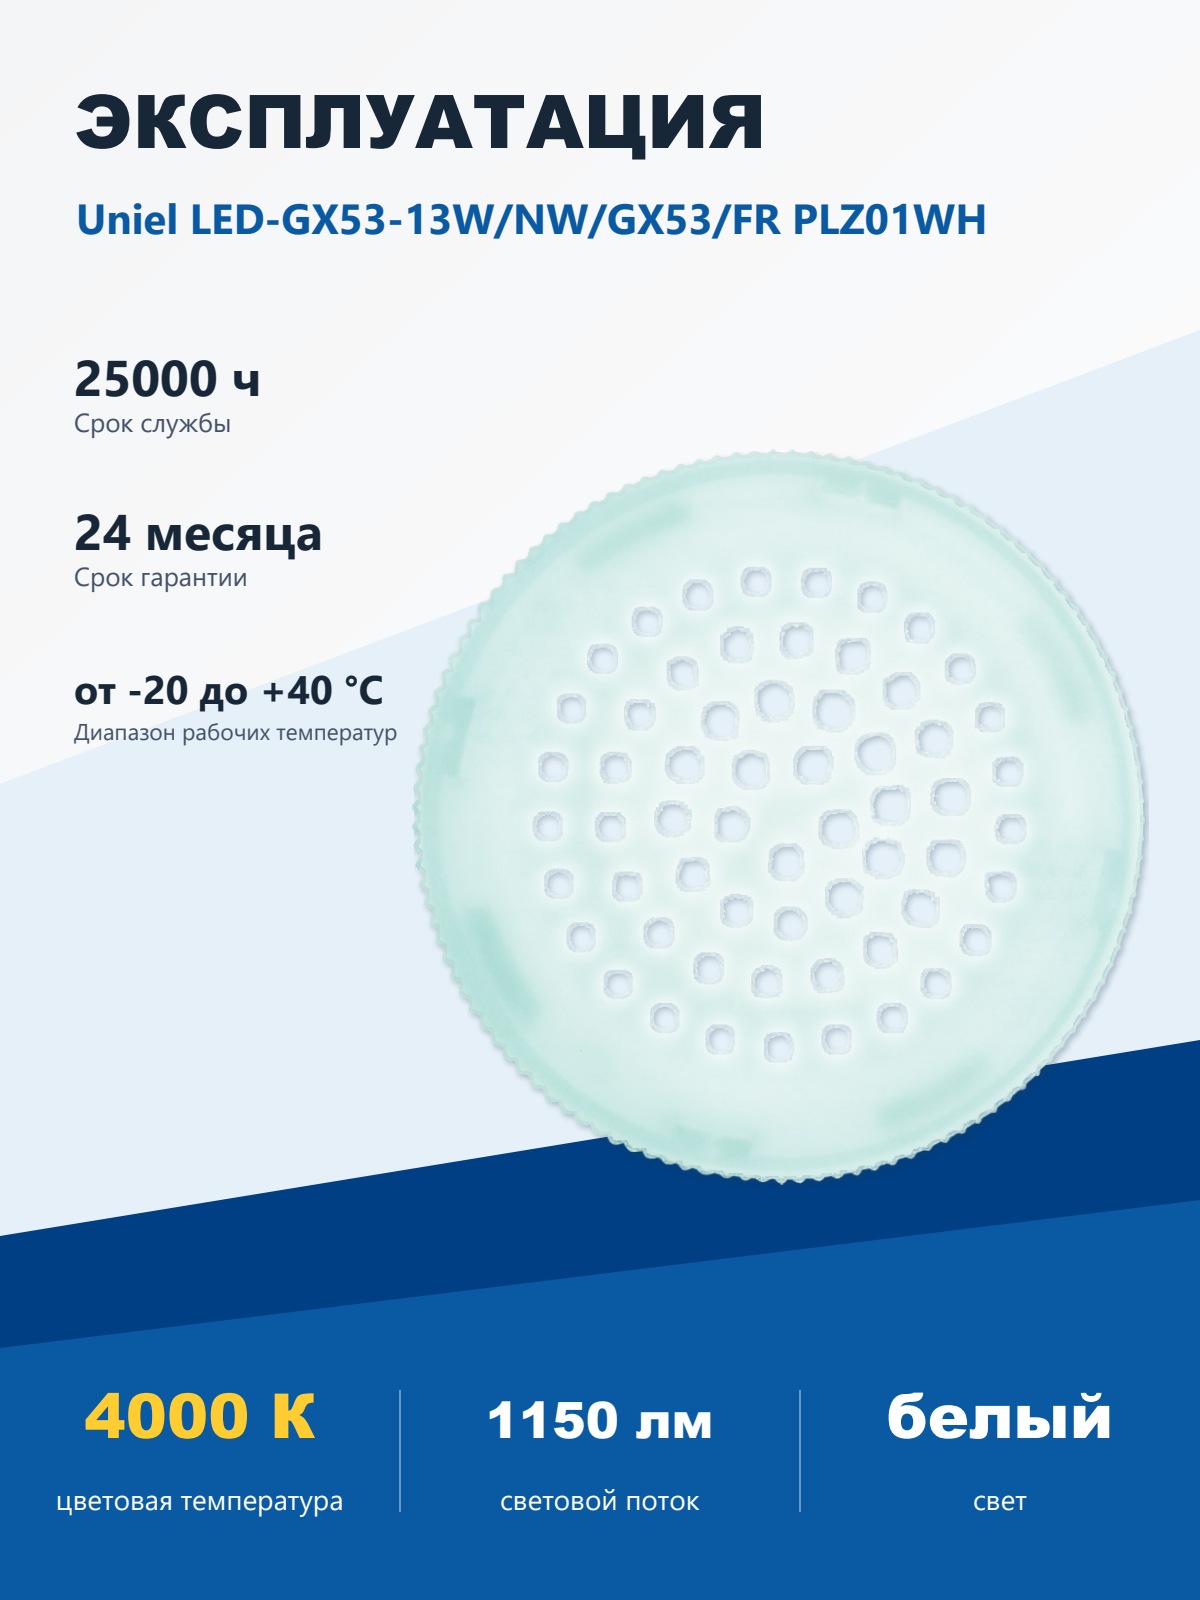 ЭКСПЛУАТАЦИЯ
Uniel LED-GX53-13W/NW/GX53/FR PLZ01WH
25000 ч
Срок службы
24 месяца
Срок гарантии
от -20 до +40 °C
Диапазон рабочих температур
4000 К
цветовая температура
1150 лм
световой поток
белый
свет